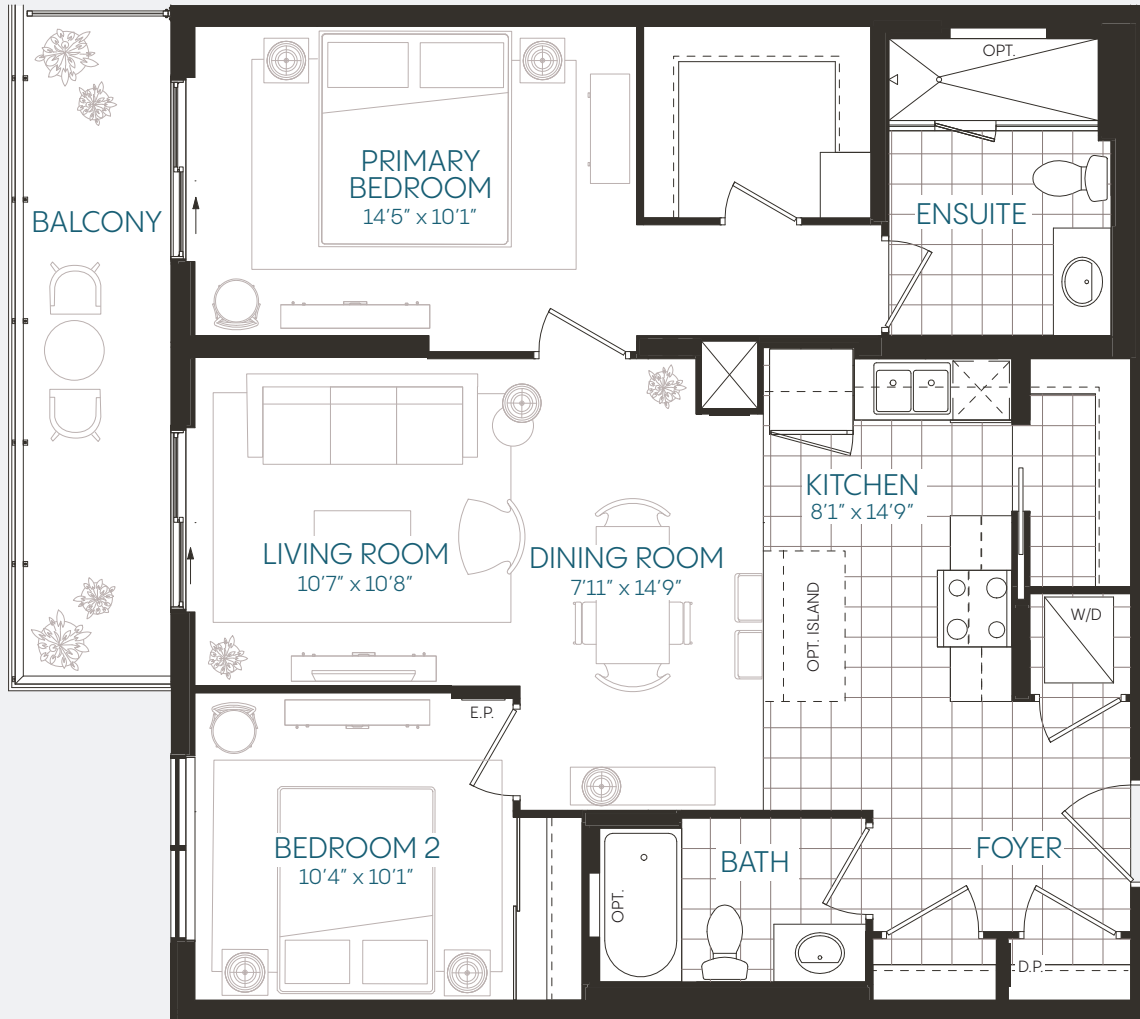 OPT.
PRIMARY
BEDROOM
14'5" x 10'1"
BALCONY
ENSUITE
KITCHEN
8'1" x 14'9"
LIVING ROOM
10'7" x 10'8"
DINING ROOM
7'11" x 14'9"
OPT. ISLAND
W/D
E.P.
BEDROOM 2
10'4" x 10'1"
OPT.
BATH
FOYER
D.P.